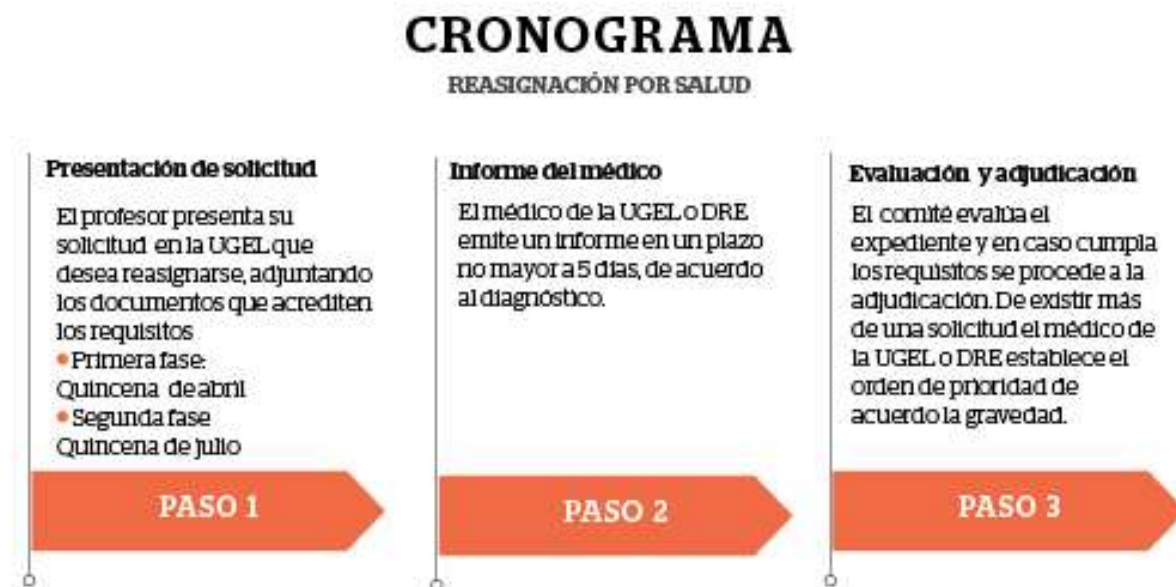 CRONOGRAMA
REASIGNACIÓN POR SALUD
Presentación de solicitud
El profesor presenta su
solicitud en la UGEL que
desea reasignarse, adjuntando
los documentos que acrediten
los requisitos
• Primera fase:
Quincena de abril
• Segunda fase
Quincena de julio
PASO 1
Informe del médico
El médico de la UGEL o DRE
emite un informe en un plazo
no mayor a 5 días, de acuerdo
al diagnóstico.
PASO 2
Evaluación y adjudicación
El comité evalúa el
expediente y en caso cumpla
los requisitos se procede a la
adjudicación. De existir más
de una solicitud el médico de
la UGEL o DRE establece el
orden de prioridad de
acuerdo la gravedad.
PASO 3